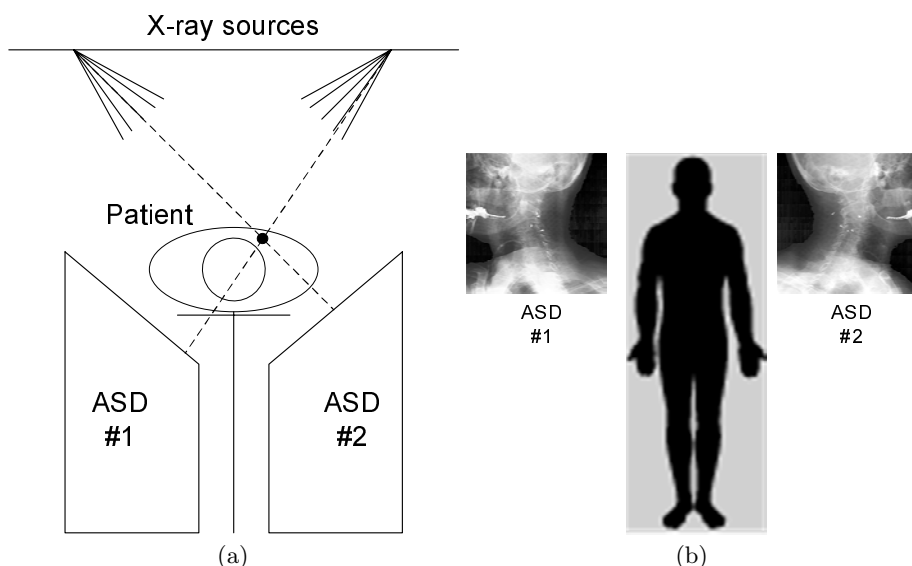 X-ray sources
Patient
ASD
#1
ASD
#2
(a)
ASD
#1
ASD
#2
(b)